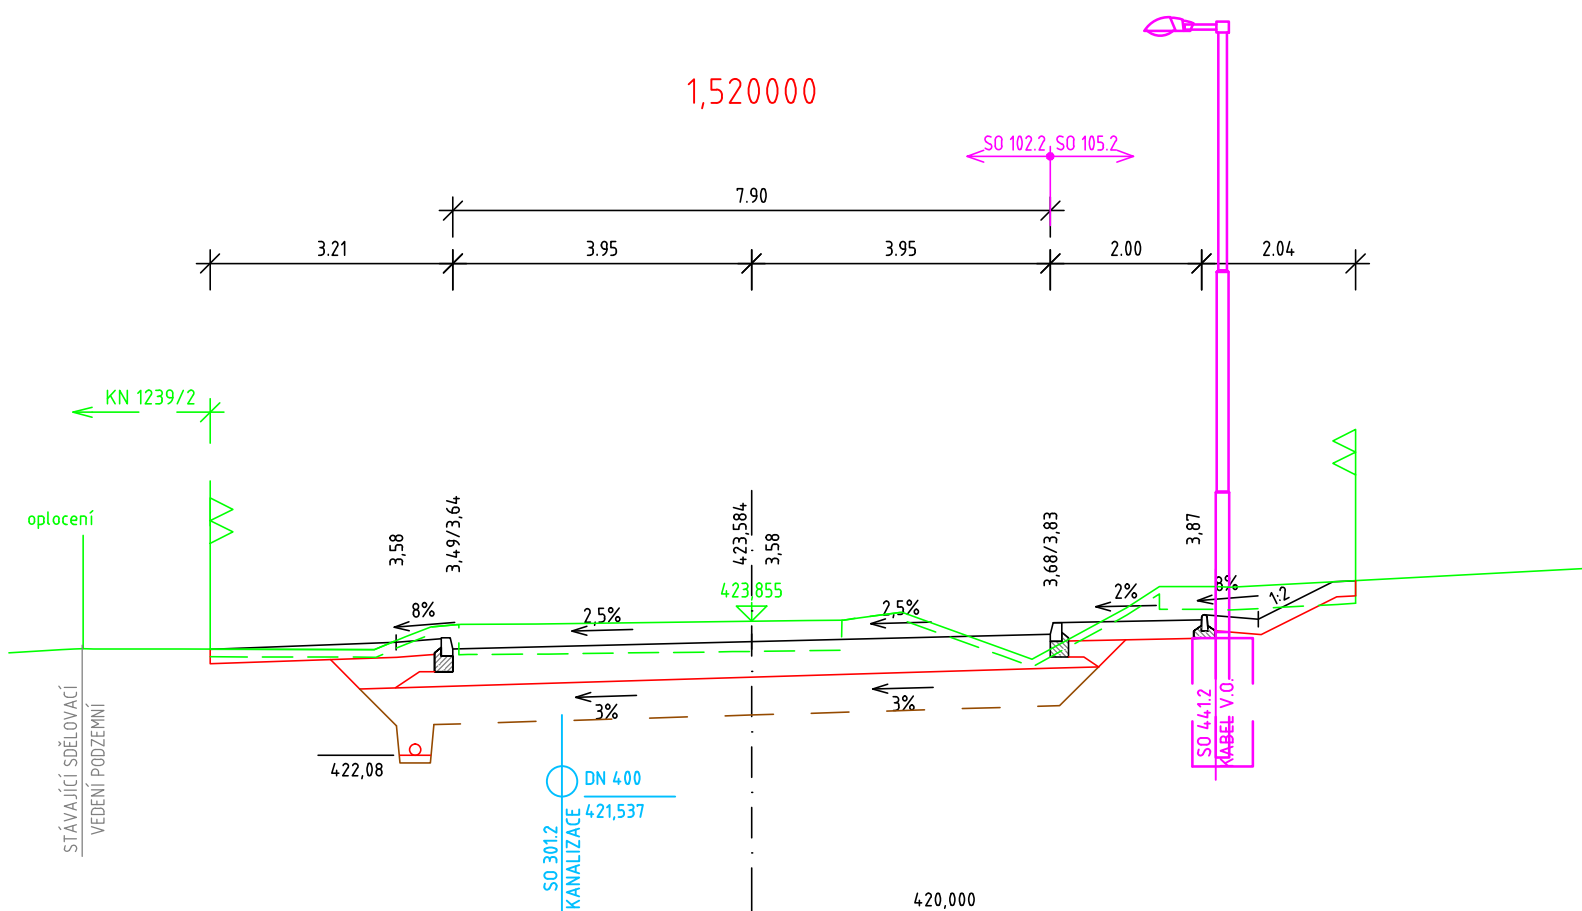 1,520000
SO 102.2 SO 105.2
7.90
3.21
3.95
3.95
2.00
2.04
KN 1239/2
oplocení
3,58
3,49/3,64
423,584
3,58
3,68/3,83
3,87
423,855
8%
2,5%
2,5%
2%
8%
1:2
3%
3%
422,08
DN 400
421,537
SO 301.2
KANALIZACE
SO 441.2
KABEL V.O.
STÁVAJÍCÍ SDĚLOVACÍ
VEDENÍ PODZEMNÍ
420,000